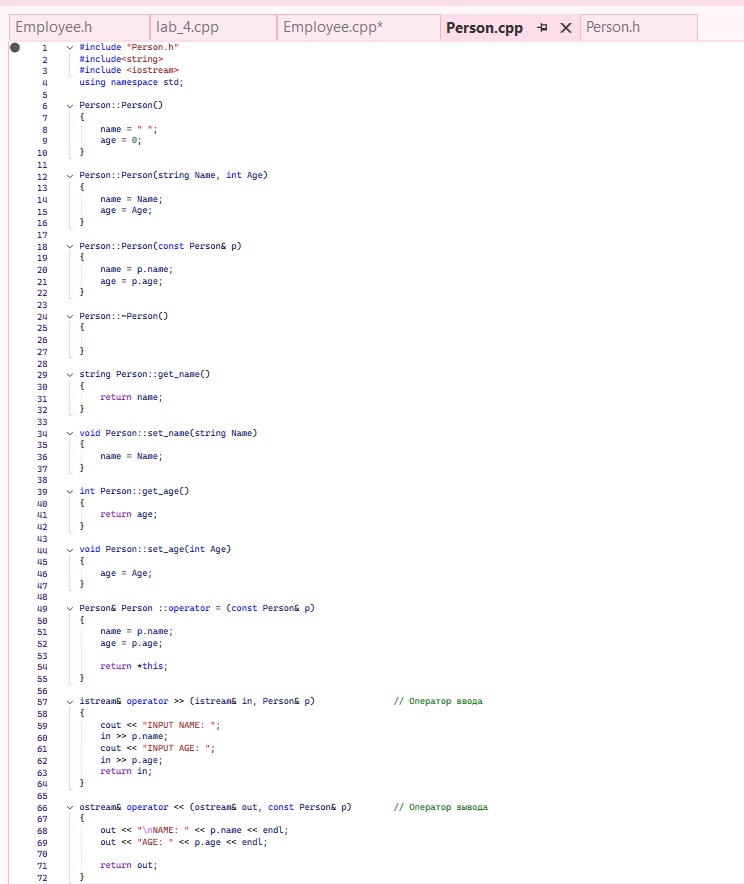 Employee.h lab_4.cpp Employee.cpp* Person.cpp Person.h
1 #include "Person.h"
2 #include<string>
3 #include <iostream>
4 using namespace std;
5
6 Person::Person()
7 {
8 name = " ";
9 age = 0;
10 }
11
12 Person::Person(string Name, int Age)
13 {
14 name = Name;
15 age = Age;
16 }
17
18 Person::Person(const Person& p)
19 {
20 name = p.name;
21 age = p.age;
22 }
23
24 Person::~Person()
25 {
26
27 }
28
29 string Person::get_name()
30 {
31 return name;
32 }
33
34 void Person::set_name(string Name)
35 {
36 name = Name;
37 }
38
39 int Person::get_age()
40 {
41 return age;
42 }
43
44 void Person::set_age(int Age)
45 {
46 age = Age;
47 }
48
49 Person& Person ::operator = (const Person& p)
50 {
51 name = p.name;
52 age = p.age;
53
54 return *this;
55 }
56
57 istream& operator >> (istream& in, Person& p) // Оператор ввода
58 {
59 cout << "INPUT NAME: ";
60 in >> p.name;
61 cout << "INPUT AGE: ";
62 in >> p.age;
63 return in;
64 }
65
66 ostream& operator << (ostream& out, const Person& p) // Оператор вывода
67 {
68 out << "\nNAME: " << p.name << endl;
69 out << "AGE: " << p.age << endl;
70
71 return out;
72 }